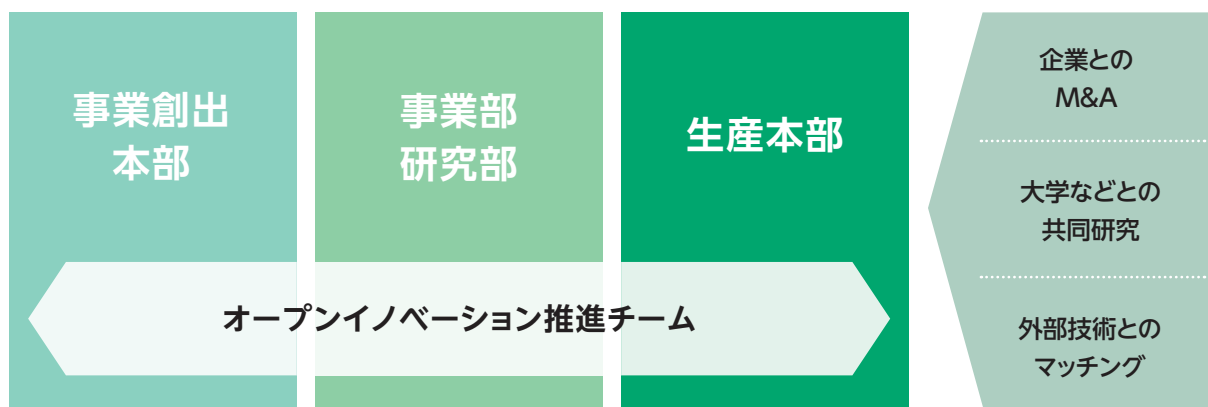 事業創出
本部
事業部
研究部
生産本部
オープンイノベーション推進チーム
企業との
M&A
大学などとの
共同研究
外部技術との
マッチング